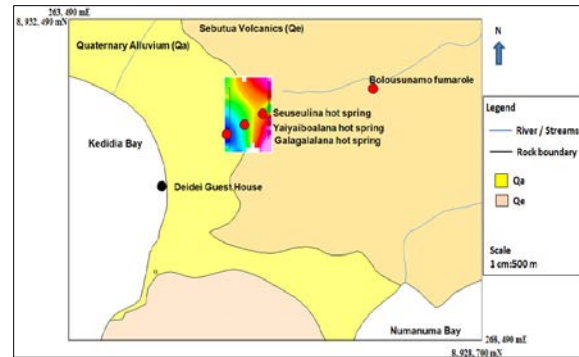 263, 490 mE
8, 932, 490 mN
Sebutua Volcanics (Qe)
Quaternary Alluvium (Qa)
N
Bolousunamo fumarole
Seuseulina hot spring
Yaiyaiboalana hot spring
Galagalalana hot spring
Kedidia Bay
Deidei Guest House
Legend
River / Streams
Rock boundary
Qa
Qe
Scale
1 cm:500 m
Numanuma Bay
268, 490 mE
8, 928, 700 mN